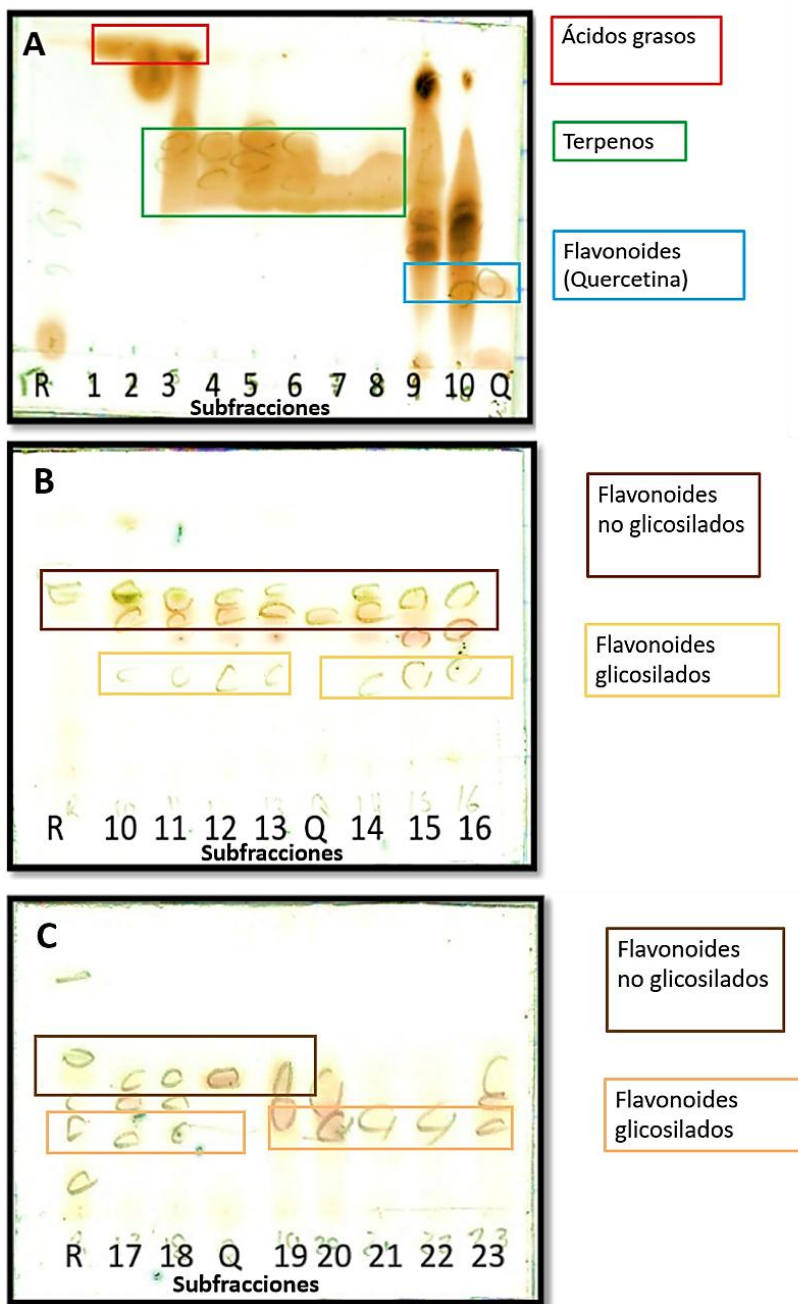 A
Ácidos grasos
Terpenos
Flavonoides
(Quercetina)
R 1 2 3 4 5 6 7 8 9 10 Q
Subfracciones
B
Flavonoides
no glicosilados
Flavonoides
glicosilados
R 10 11 12 13 Q 14 15 16
Subfracciones
C
Flavonoides
no glicosilados
Flavonoides
glicosilados
R 17 18 Q 19 20 21 22 23
Subfracciones